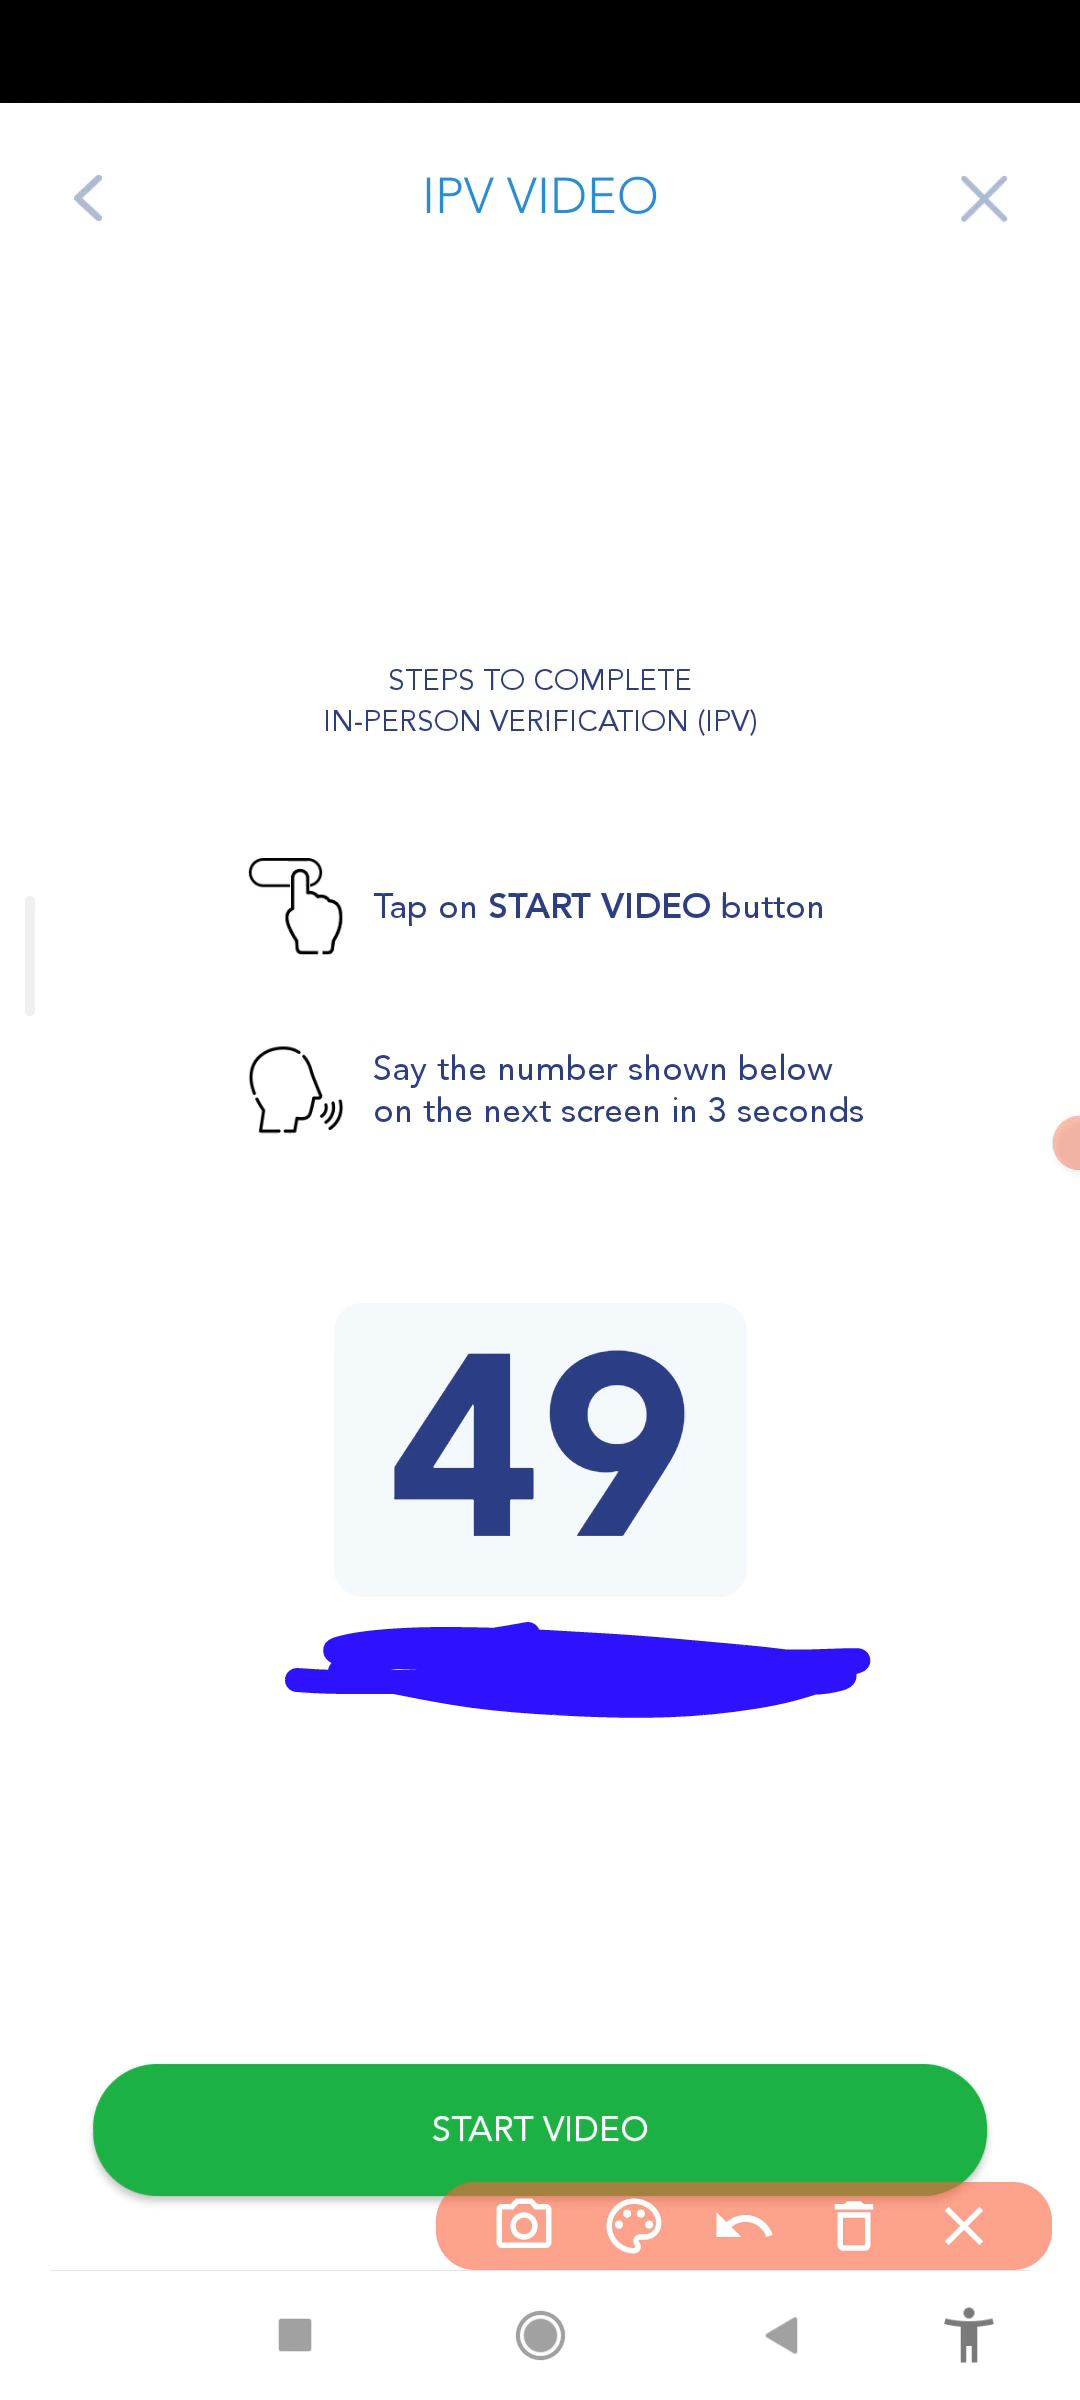 IPV VIDEO
STEPS TO COMPLETE
IN-PERSON VERIFICATION (IPV)
Tap on START VIDEO button
Say the number shown below
on the next screen in 3 seconds
49
START VIDEO